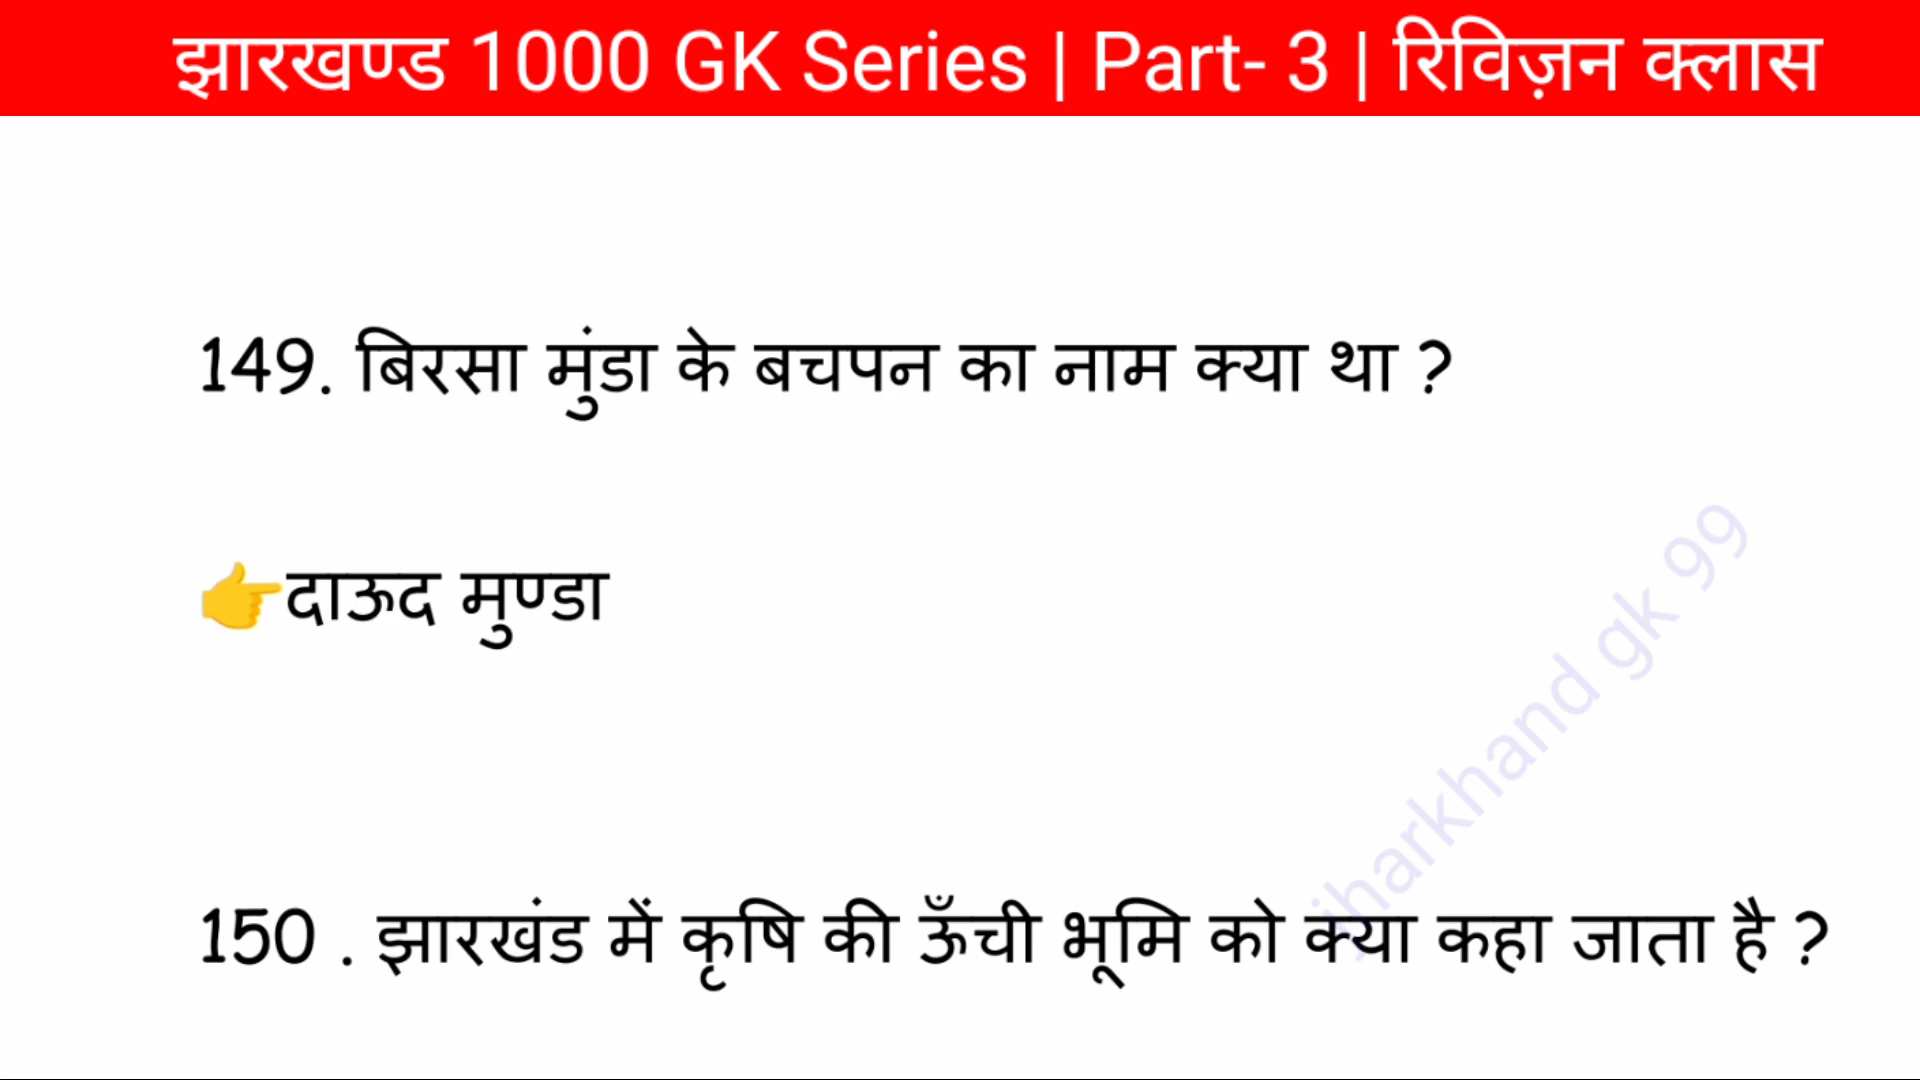 झारखण्ड 1000 GK Series | Part- 3 | रिविज़न क्लास
149. बिरसा मुंडा के बचपन का नाम क्या था ?
👉दाऊद मुण्डा
jharkhand gk 99
150 . झारखंड में कृषि की ऊँची भूमि को क्या कहा जाता है ?